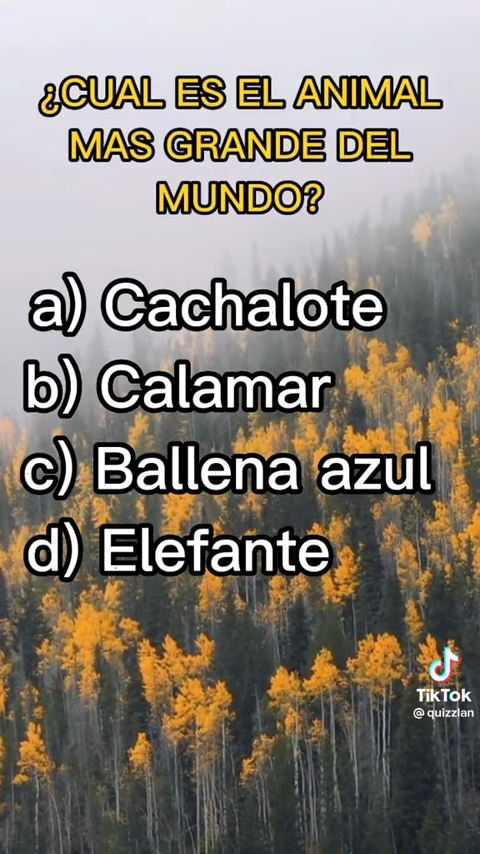 ¿CUAL ES EL ANIMAL
MAS GRANDE DEL
MUNDO?
a) Cachalote
b) Calamar
c) Ballena azul
d) Elefante
TikTok
@ quizzlan